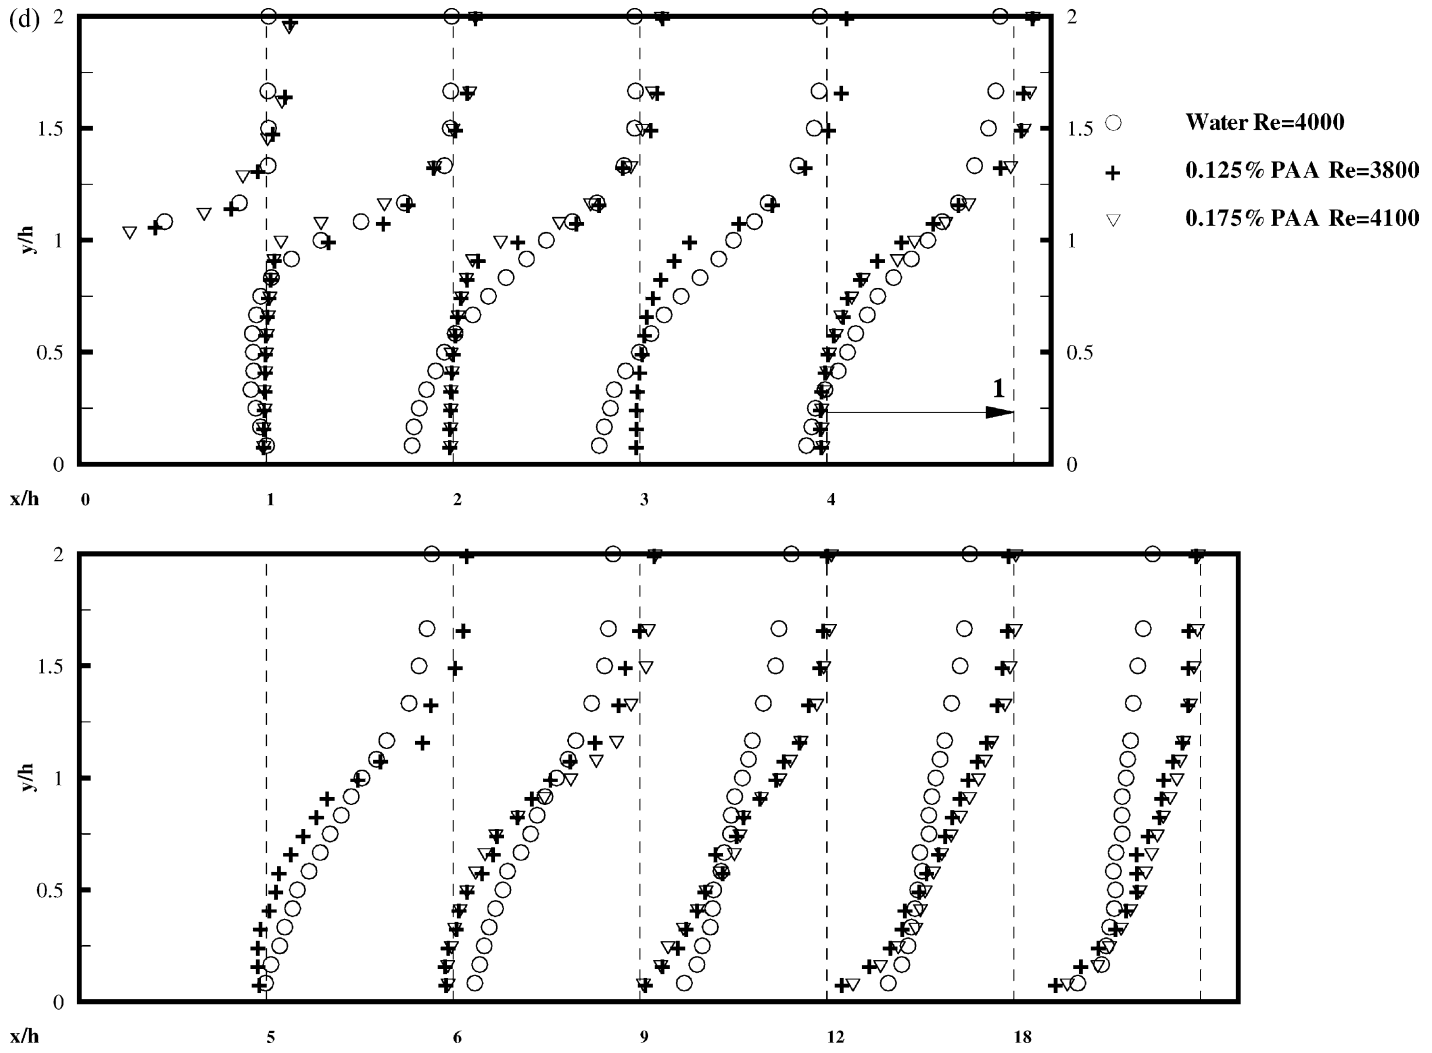 (d)
2 2
1.5 1.5
Water Re=4000
0.125% PAA Re=3800
0.175% PAA Re=4100
y/h
1 1
0.5 0.5
1
0 0
x/h 0 1 2 3 4
2
1.5
y/h
1
0.5
0
x/h 5 6 9 12 18